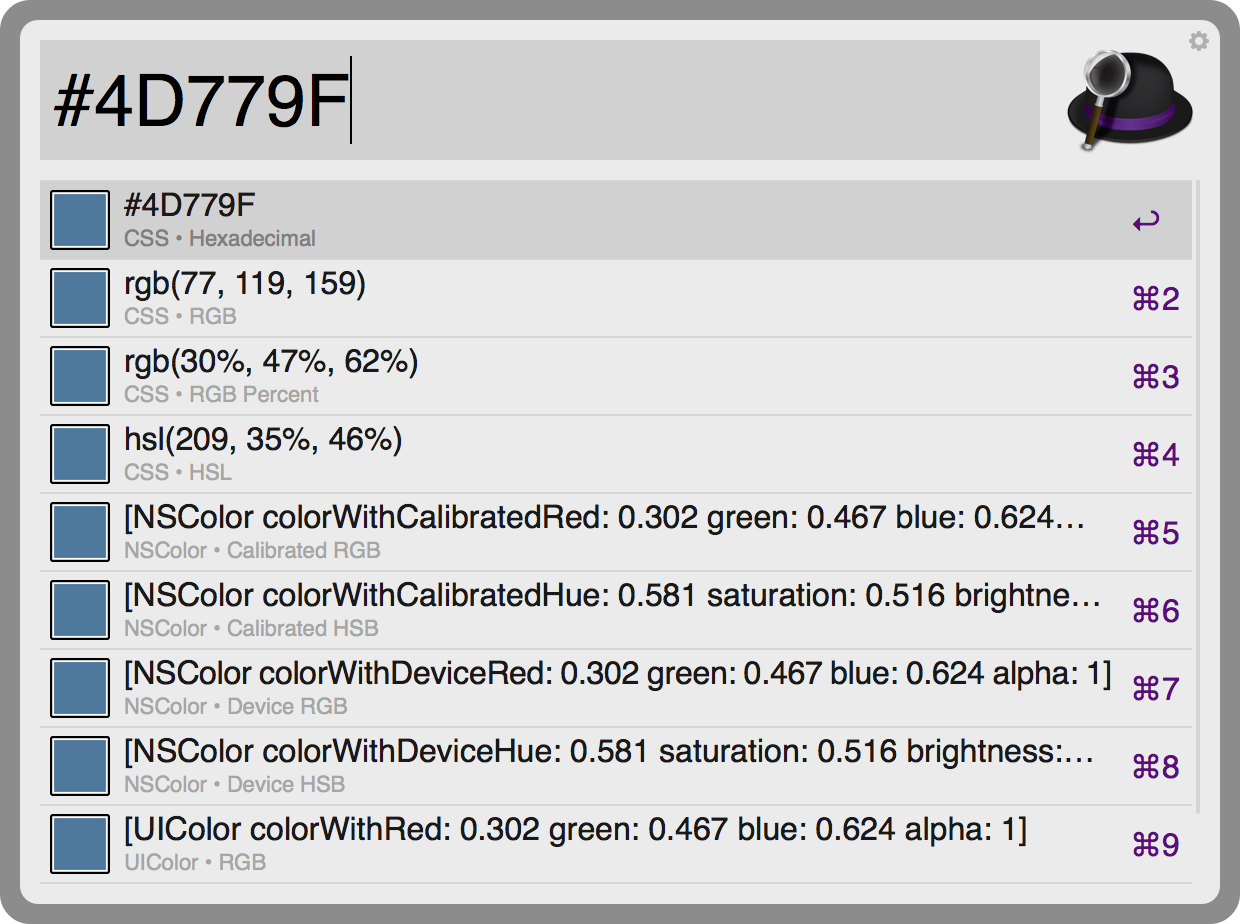 #4D779F
#4D779F
CSS • Hexadecimal
rgb(77, 119, 159)
CSS • RGB
⌘2
rgb(30%, 47%, 62%)
CSS • RGB Percent
⌘3
hsl(209, 35%, 46%)
CSS • HSL
⌘4
[NSColor colorWithCalibratedRed: 0.302 green: 0.467 blue: 0.624…
NSColor • Calibrated RGB
⌘5
[NSColor colorWithCalibratedHue: 0.581 saturation: 0.516 brightne…
NSColor • Calibrated HSB
⌘6
[NSColor colorWithDeviceRed: 0.302 green: 0.467 blue: 0.624 alpha: 1]
NSColor • Device RGB
⌘7
[NSColor colorWithDeviceHue: 0.581 saturation: 0.516 brightness:…
NSColor • Device HSB
⌘8
[UIColor colorWithRed: 0.302 green: 0.467 blue: 0.624 alpha: 1]
UIColor • RGB
⌘9